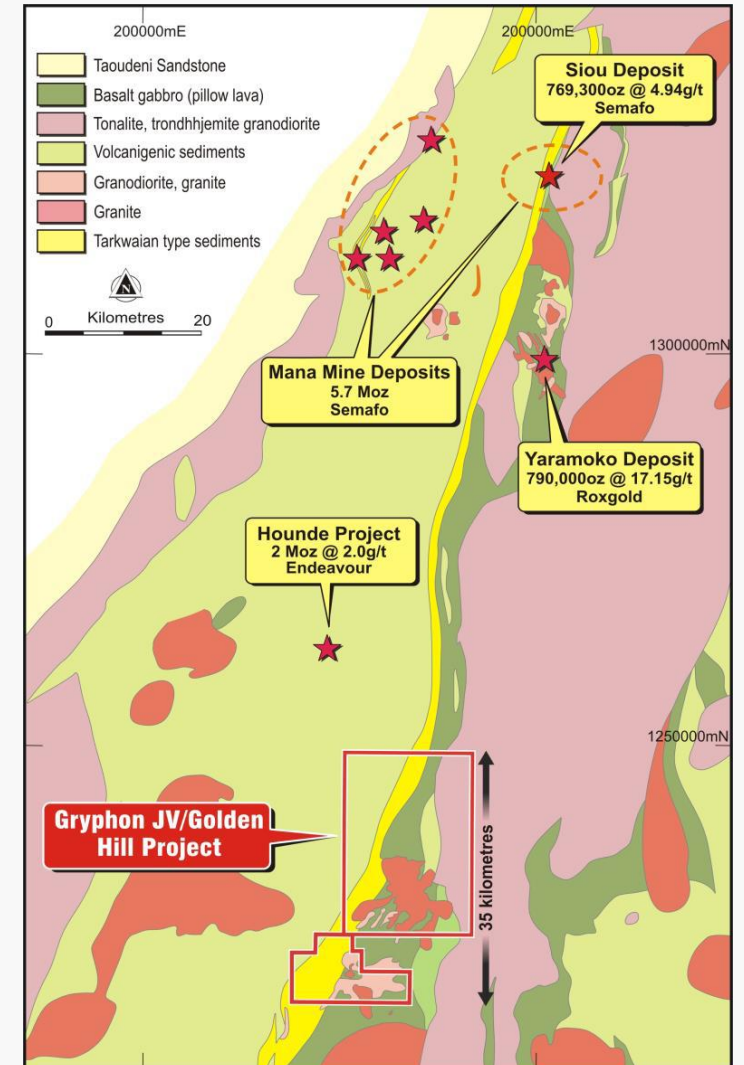 200000mE
200000mE
Taoudeni Sandstone
Basalt gabbro (pillow lava)
Tonalite, trondhhjemite granodiorite
Volcanigenic sediments
Granodiorite, granite
Granite
Tarkwaian type sediments
N
Kilometres
0 20
Siou Deposit
769,300oz @ 4.94g/t
Semafo
1300000mN
Mana Mine Deposits
5.7 Moz
Semafo
Yaramoko Deposit
790,000oz @ 17.15g/t
Roxgold
Hounde Project
2 Moz @ 2.0g/t
Endeavour
1250000mN
Gryphon JV/Golden
Hill Project
35 kilometres